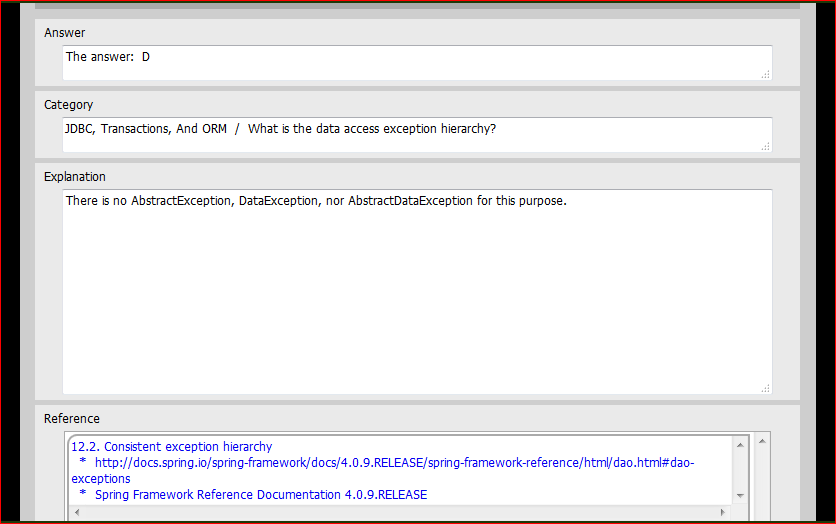 Answer
The answer:  D
Category
JDBC, Transactions, And ORM  /  What is the data access exception hierarchy?
Explanation
There is no AbstractException, DataException, nor AbstractDataException for this purpose.
Reference
12.2. Consistent exception hierarchy
*  http://docs.spring.io/spring-framework/docs/4.0.9.RELEASE/spring-framework-reference/html/dao.html#dao-
exceptions
*  Spring Framework Reference Documentation 4.0.9.RELEASE